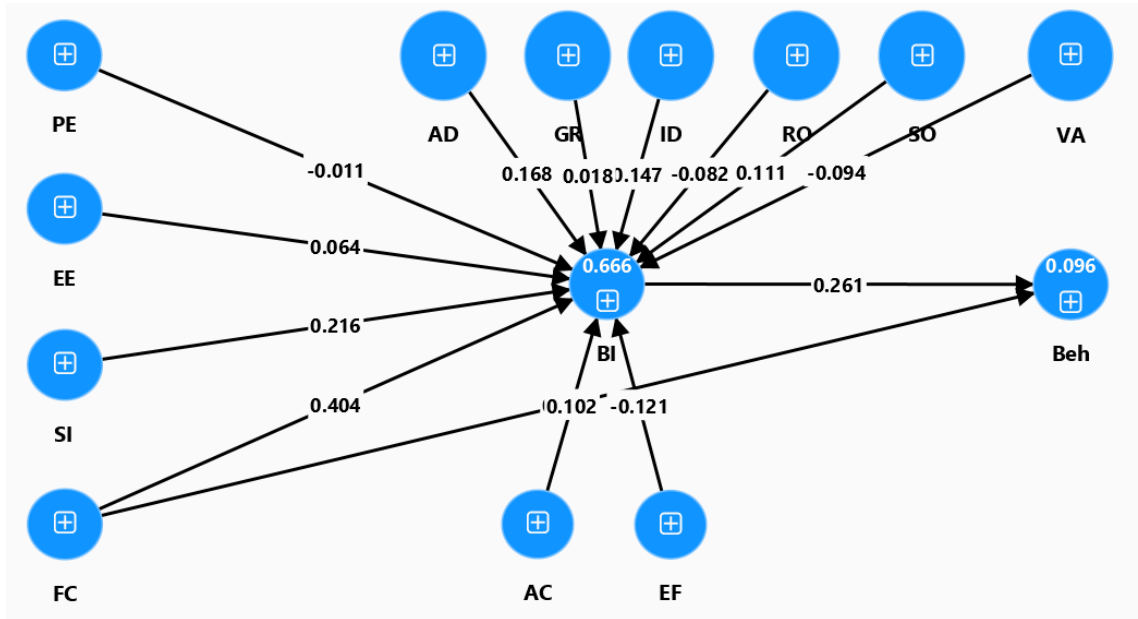 PE
AD
GR
ID
RO
SO
VA
-0.011
0.168
0.018
0.147
-0.082
0.111
-0.094
EE
0.064
0.666
BI
0.261
0.096
Beh
SI
0.216
0.404
0.102
-0.121
FC
AC
EF